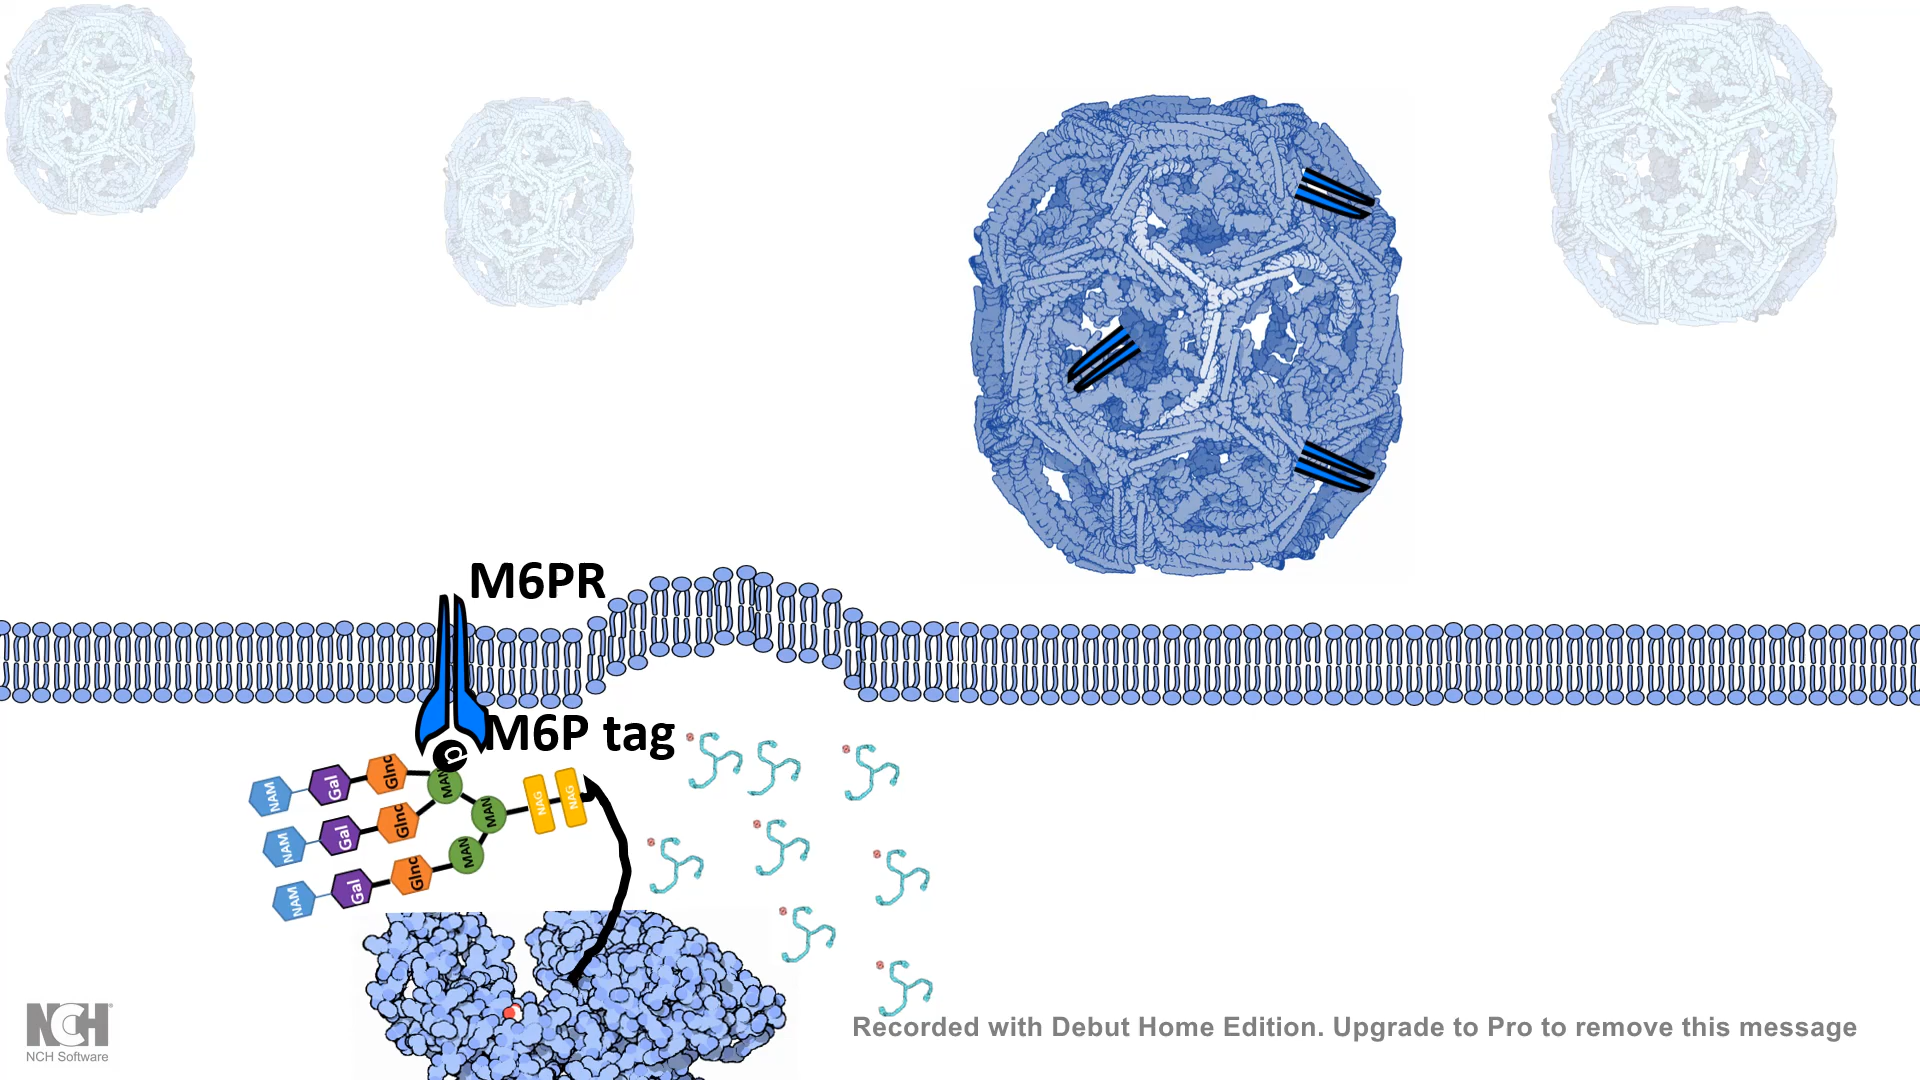 M6PR
M6P tag
P
NAM Gal Glnc MAN
NAM Gal Glnc MAN NAG NAG
NAM Gal Glnc MAN
NCH®
NCH Software
Recorded with Debut Home Edition. Upgrade to Pro to remove this message